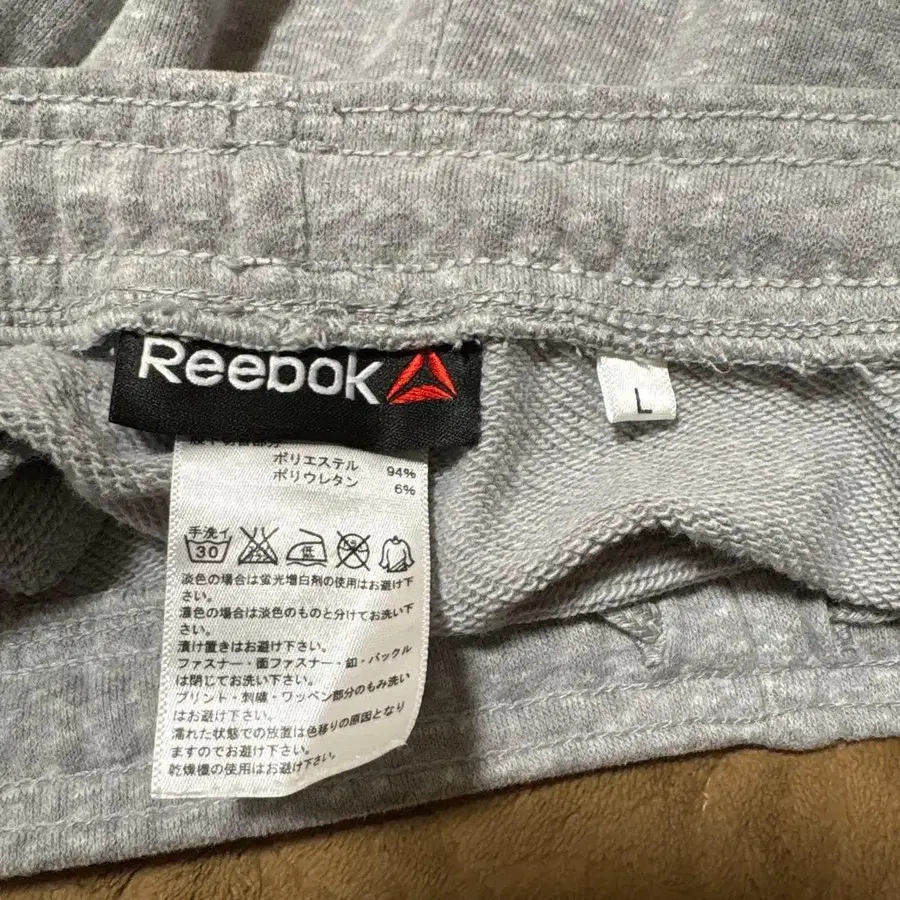 Reebok
L
ポリエステル 94%
ポリウレタン 6%
手洗イ
30
低
淡色の場合は蛍光増白剤の使用はお避け下
さい。
濃色の場合は淡色のものと分けてお洗い下
さい。
漬け置きはお避け下さい。
ファスナー・面ファスナー・釦・バックル
は閉じてお洗い下さい。
プリント・刺繍・ワッペン部分のもみ洗い
はお避け下さい。
濡れた状態での放置は色移りの原因となり
ますのでお避け下さい。
乾燥機の使用はお避け下さい。